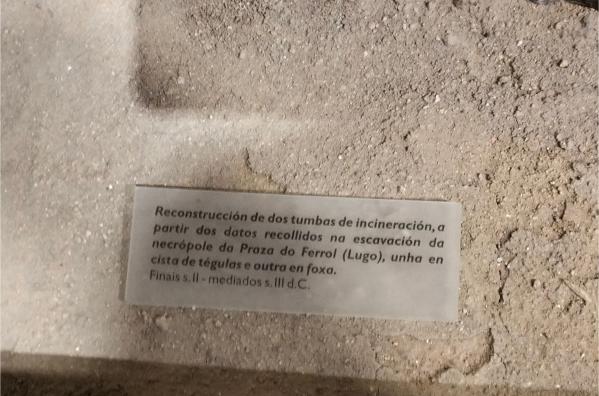 Reconstrucción de dos tumbas de incineración, a
partir dos datos recollidos na escavación da
necrópole da Praza do Ferrol (Lugo), unha en
cista de tégulas e outra en foxa.
Finais s. II - mediados s. III d.C.